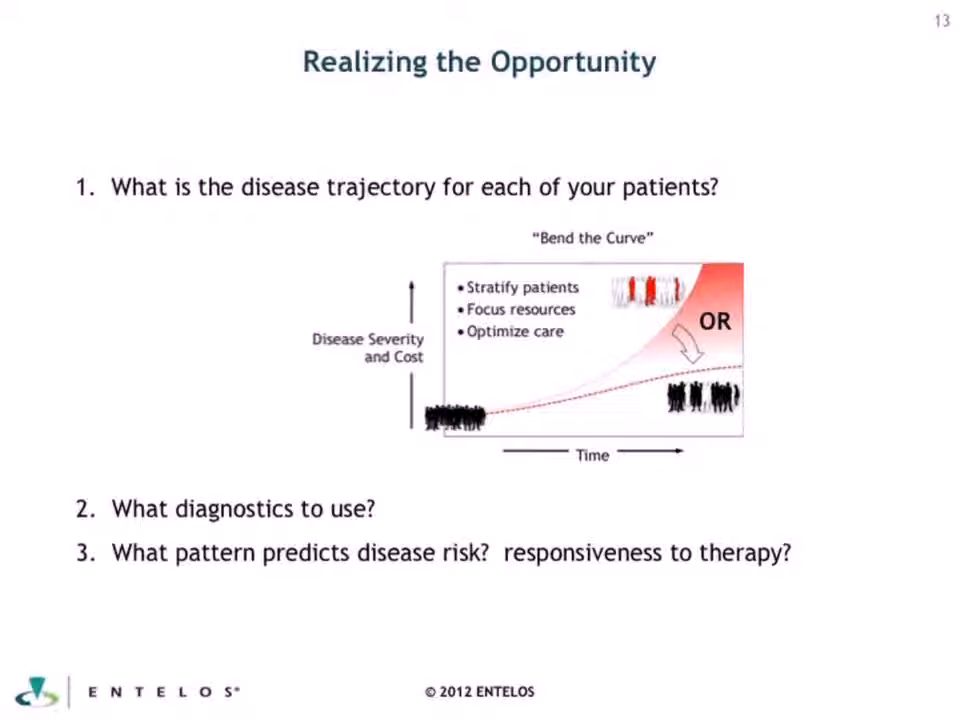 13
Realizing the Opportunity
1. What is the disease trajectory for each of your patients?
“Bend the Curve”
• Stratify patients
• Focus resources
• Optimize care
OR
Disease Severity
and Cost
Time
2. What diagnostics to use?
3. What pattern predicts disease risk? responsiveness to therapy?
ENTELOS®
© 2012 ENTELOS